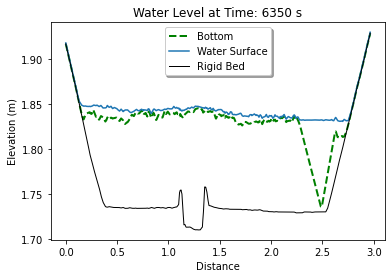 Water Level at Time: 6350 s
Bottom
Water Surface
Rigid Bed
Elevation (m)
1.90
1.85
1.80
1.75
1.70
0.0 0.5 1.0 1.5 2.0 2.5 3.0
Distance